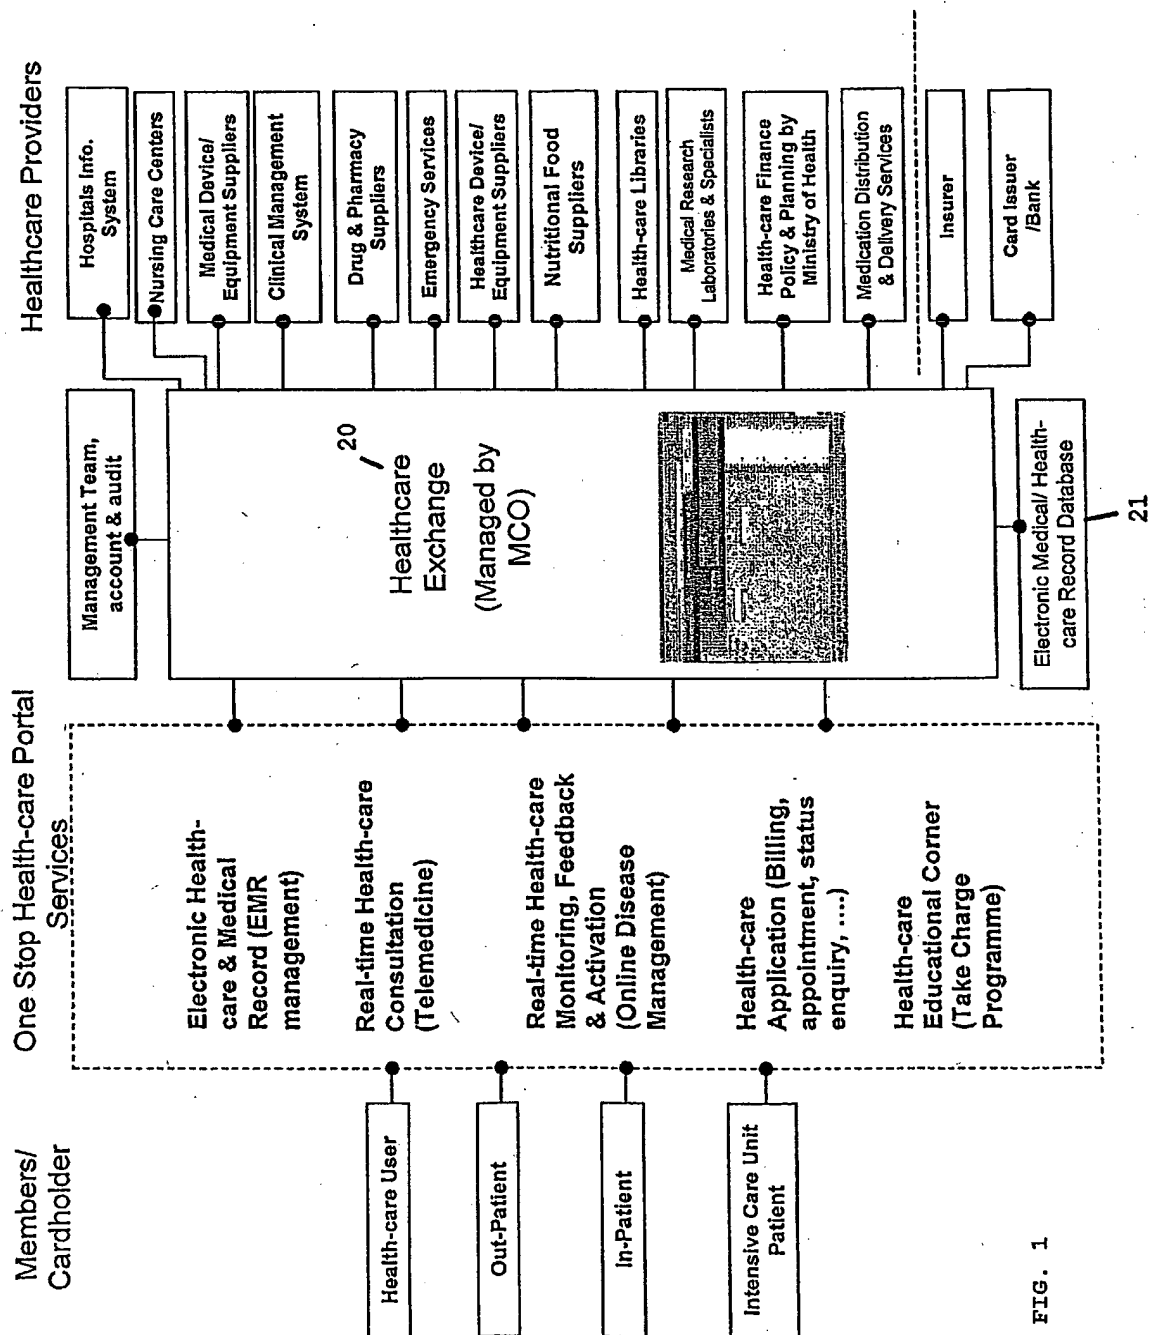 Members/
Cardholder
Health-care User
Out-Patient
In-Patient
Intensive Care Unit
Patient
One Stop Health-care Portal
Services
Electronic Health-
care & Medical
Record (EMR
management)
Real-time Health-care
Consultation
(Telemedicine)
Real-time Health-care
Monitoring, Feedback
& Activation
(Online Disease
Management)
Health-care
Application (Billing,
appointment, status
enquiry, ....)
Health-care
Educational Corner
(Take Charge
Programme)
Management Team,
account & audit
20
Healthcare
Exchange
(Managed by
MCO)
Electronic Medical/ Health-
care Record Database
21
Healthcare Providers
Hospitals Info.
System
Nursing Care Centers
Medical Device/
Equipment Suppliers
Clinical Management
System
Drug & Pharmacy
Suppliers
Emergency Services
Healthcare Device/
Equipment Suppliers
Nutritional Food
Suppliers
Health-care Libraries
Medical Research
Laboratories & Specialists
Health-care Finance
Policy & Planning by
Ministry of Health
Medication Distribution
& Delivery Services
Insurer
Card Issuer
/Bank
FIG. 1